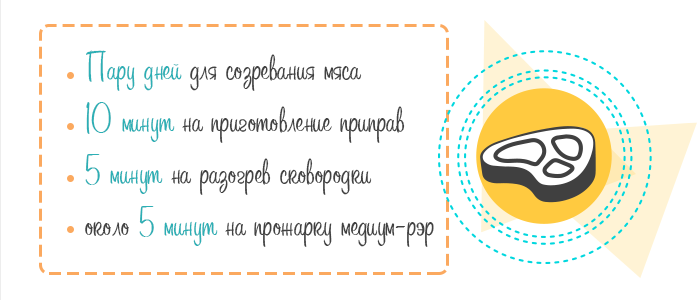 Пару дней для созревания мяса
10 минут на приготовление приправ
5 минут на разогрев сковородки
около 5 минут на прожарку медиум-рэр